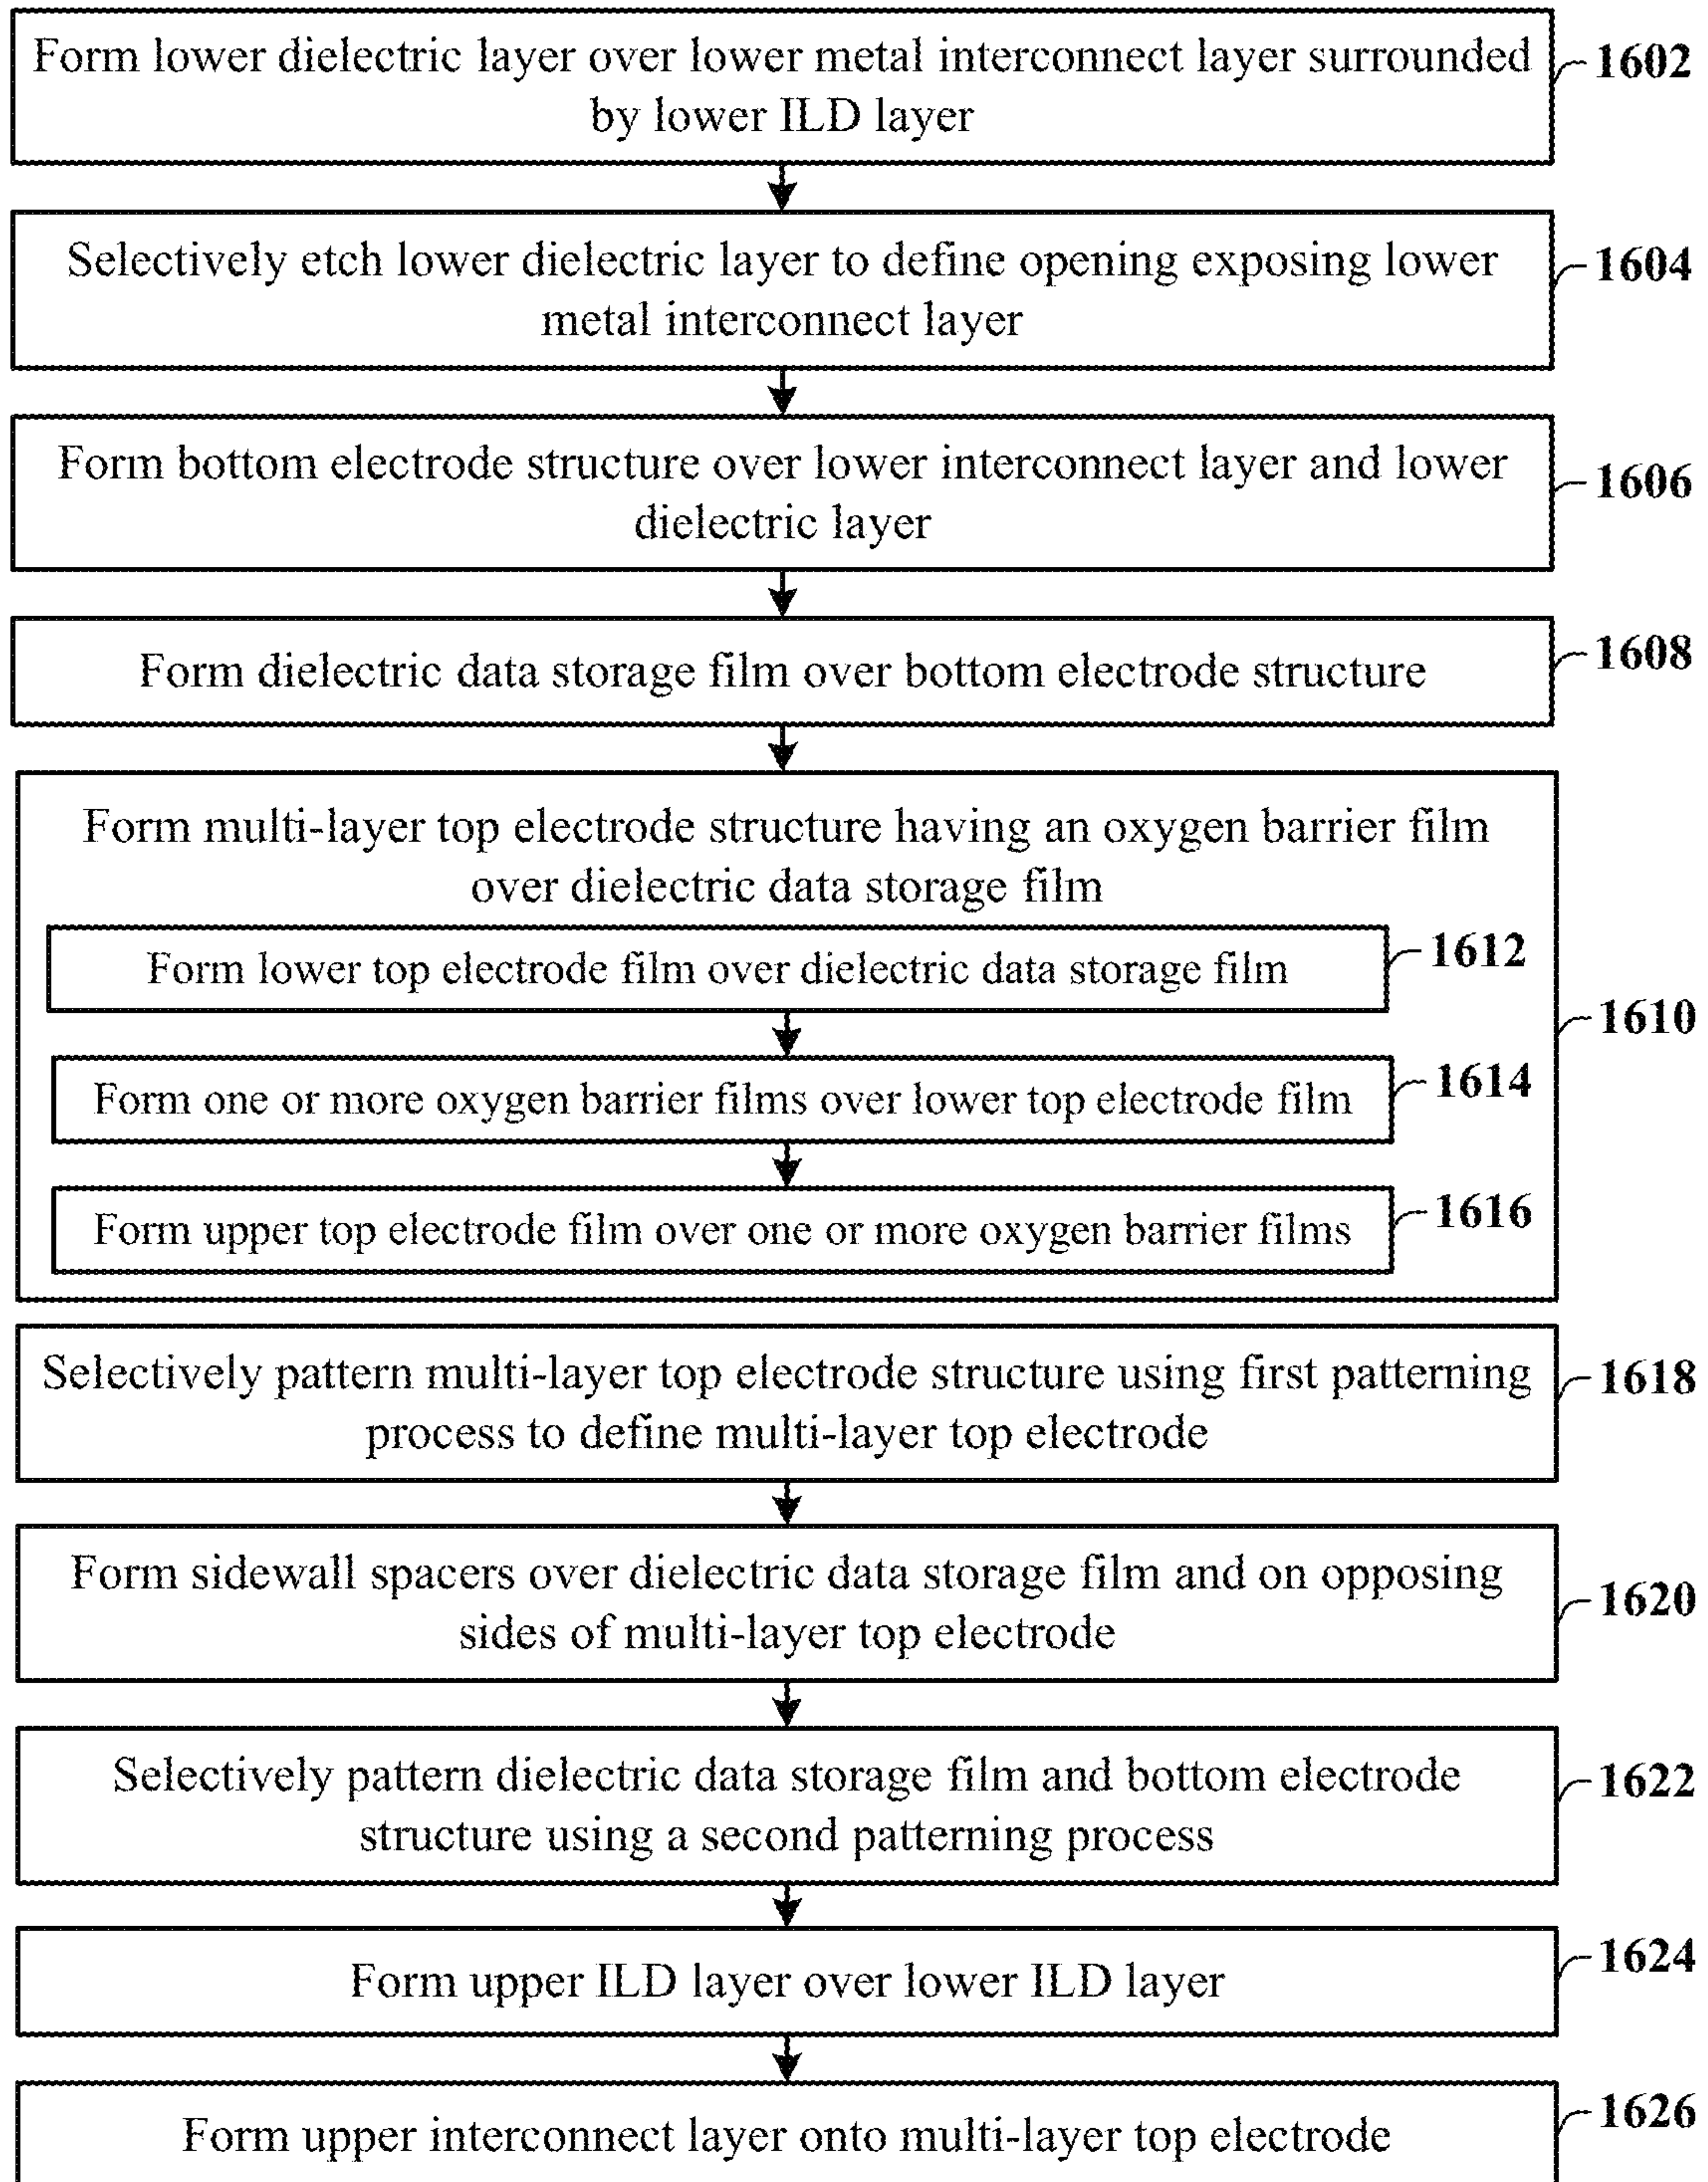 Form lower dielectric layer over lower metal interconnect layer surrounded
by lower ILD layer
1602
Selectively etch lower dielectric layer to define opening exposing lower
metal interconnect layer
1604
Form bottom electrode structure over lower interconnect layer and lower
dielectric layer
1606
Form dielectric data storage film over bottom electrode structure
1608
Form multi-layer top electrode structure having an oxygen barrier film
over dielectric data storage film
1610
Form lower top electrode film over dielectric data storage film
1612
Form one or more oxygen barrier films over lower top electrode film
1614
Form upper top electrode film over one or more oxygen barrier films
1616
Selectively pattern multi-layer top electrode structure using first patterning
process to define multi-layer top electrode
1618
Form sidewall spacers over dielectric data storage film and on opposing
sides of multi-layer top electrode
1620
Selectively pattern dielectric data storage film and bottom electrode
structure using a second patterning process
1622
Form upper ILD layer over lower ILD layer
1624
Form upper interconnect layer onto multi-layer top electrode
1626